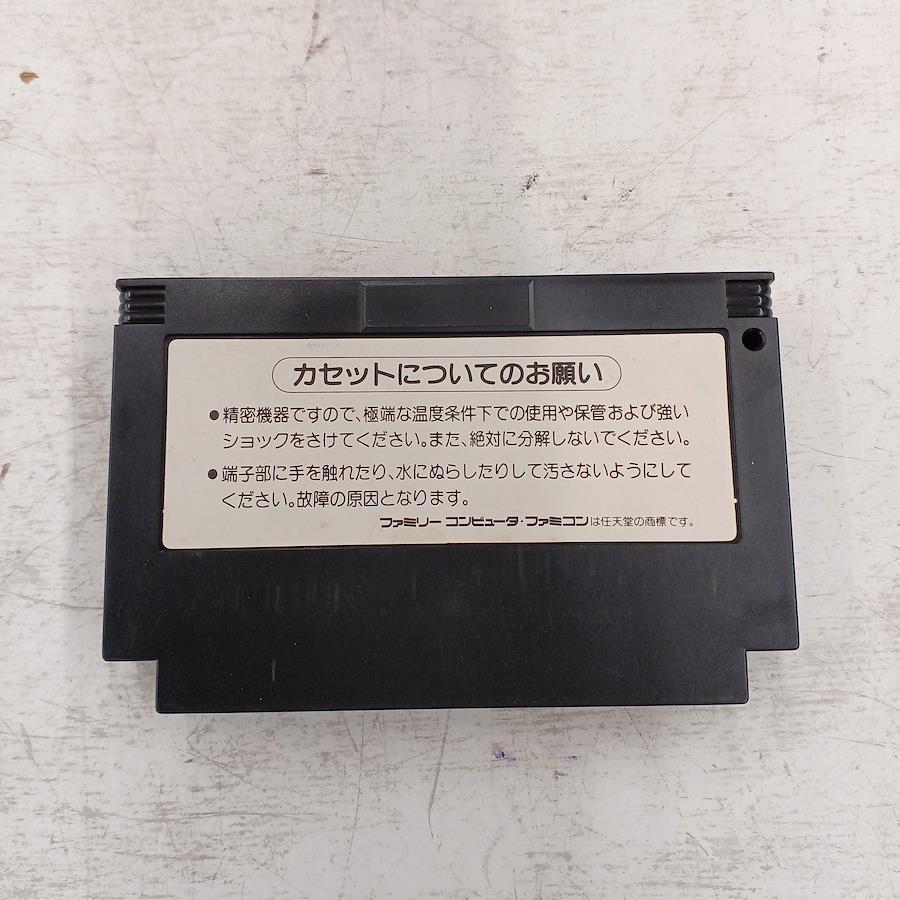 カセットについてのお願い
●精密機器ですので、極端な温度条件下での使用や保管および強い
ショックをさけてください。また、絶対に分解しないでください。
●端子部に手を触れたり、水にぬらしたりして汚さないようにして
ください。故障の原因となります。
ファミリー コンピュータ・ファミコンは任天堂の商標です。